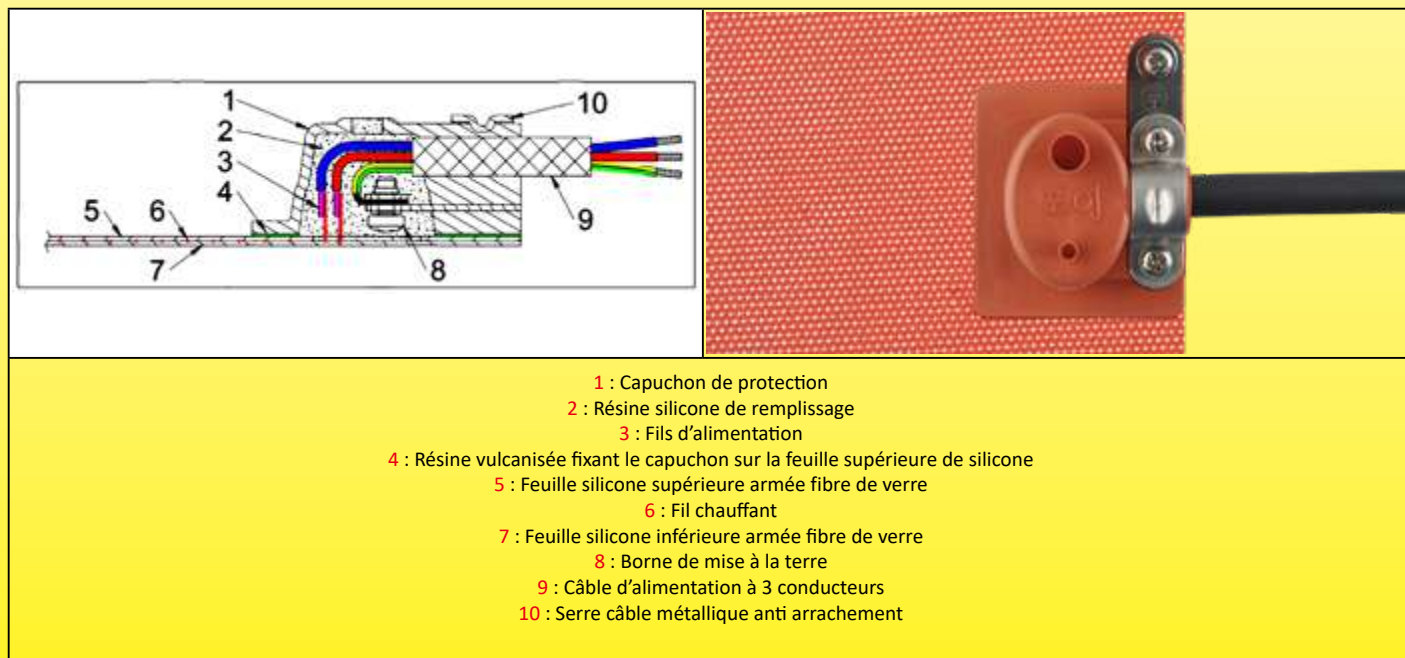 1
2
3
4
5
6
7
8
9
10
1 : Capuchon de protection
2 : Résine silicone de remplissage
3 : Fils d’alimentation
4 : Résine vulcanisée fixant le capuchon sur la feuille supérieure de silicone
5 : Feuille silicone supérieure armée fibre de verre
6 : Fil chauffant
7 : Feuille silicone inférieure armée fibre de verre
8 : Borne de mise à la terre
9 : Câble d’alimentation à 3 conducteurs
10 : Serre câble métallique anti arrachement